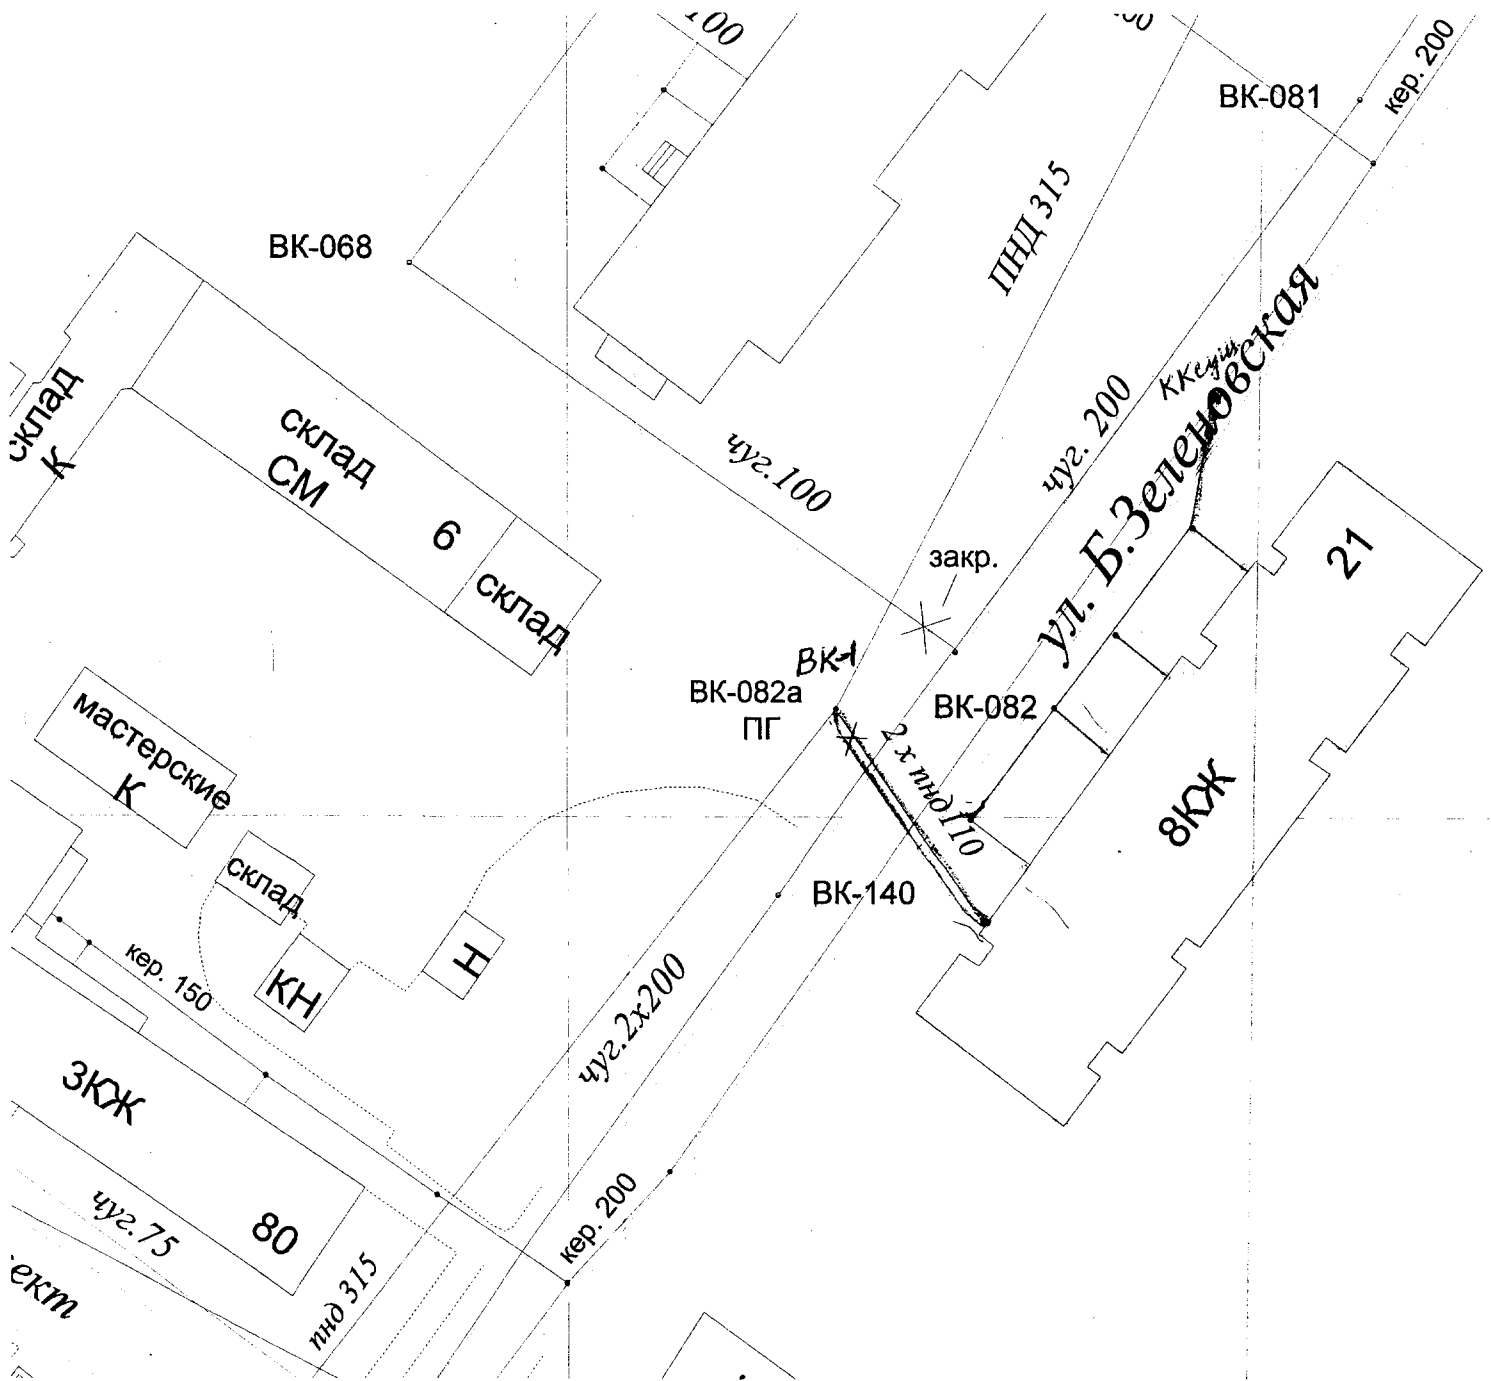 100
ВК-081
кер. 200
ВК-068
ПНД 315
ул. Б.Зеленовская
ККсущ.
склад
К
склад
СМ
6
склад
чуг.100
чуг. 200
закр.
21
ВК-1
ВК-082а
ПГ
ВК-082
2 х пнд110
8КЖ
мастерские
К
склад
ВК-140
Н
КН
кер. 150
чуг.2х200
3КЖ
80
чуг.75
кер. 200
пнд 315
ект